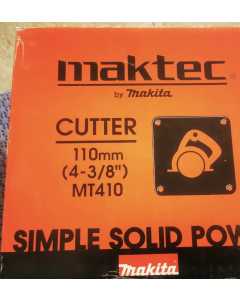 maktec
by makita
CUTTER
110mm
(4-3/8")
MT410
SIMPLE SOLID POW
makita